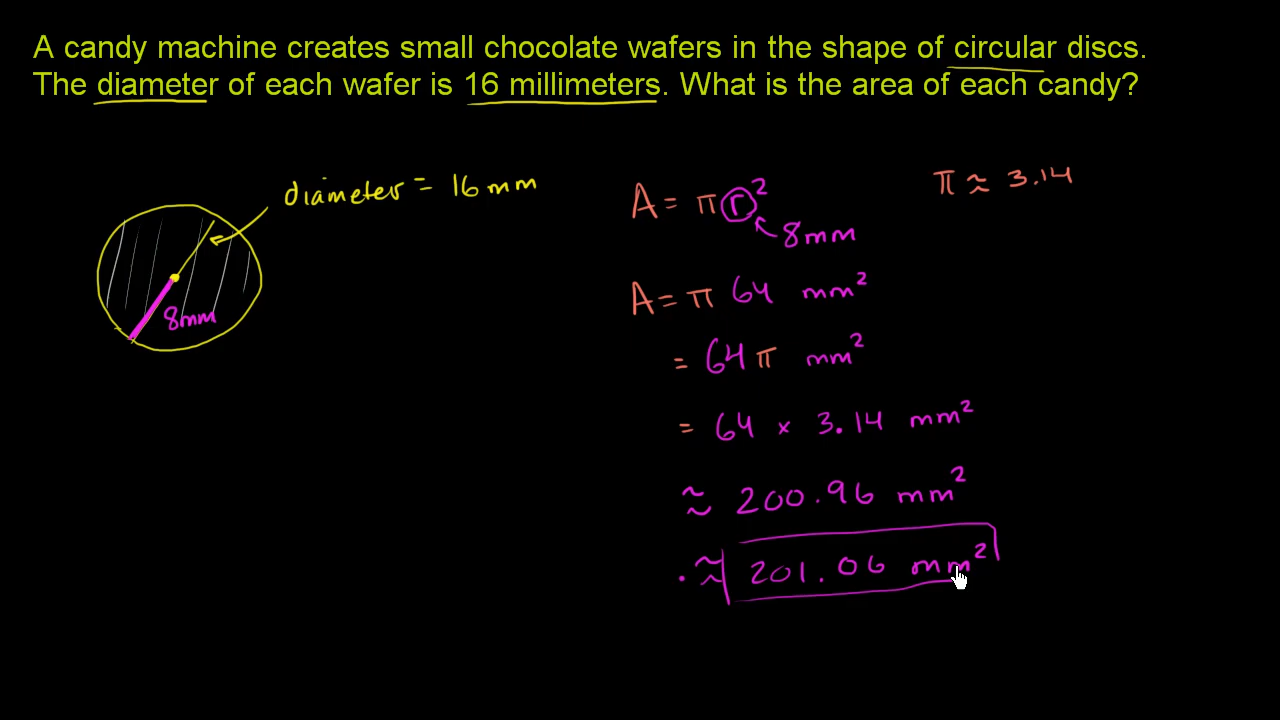 A candy machine creates small chocolate wafers in the shape of circular discs.
The diameter of each wafer is 16 millimeters. What is the area of each candy?
diameter = 16 mm
8mm
A = πr²
8mm
π ≈ 3.14
A = π 64 mm²
= 64π mm²
= 64 × 3.14 mm²
≈ 200.96 mm²
≈ 201.06 mm²